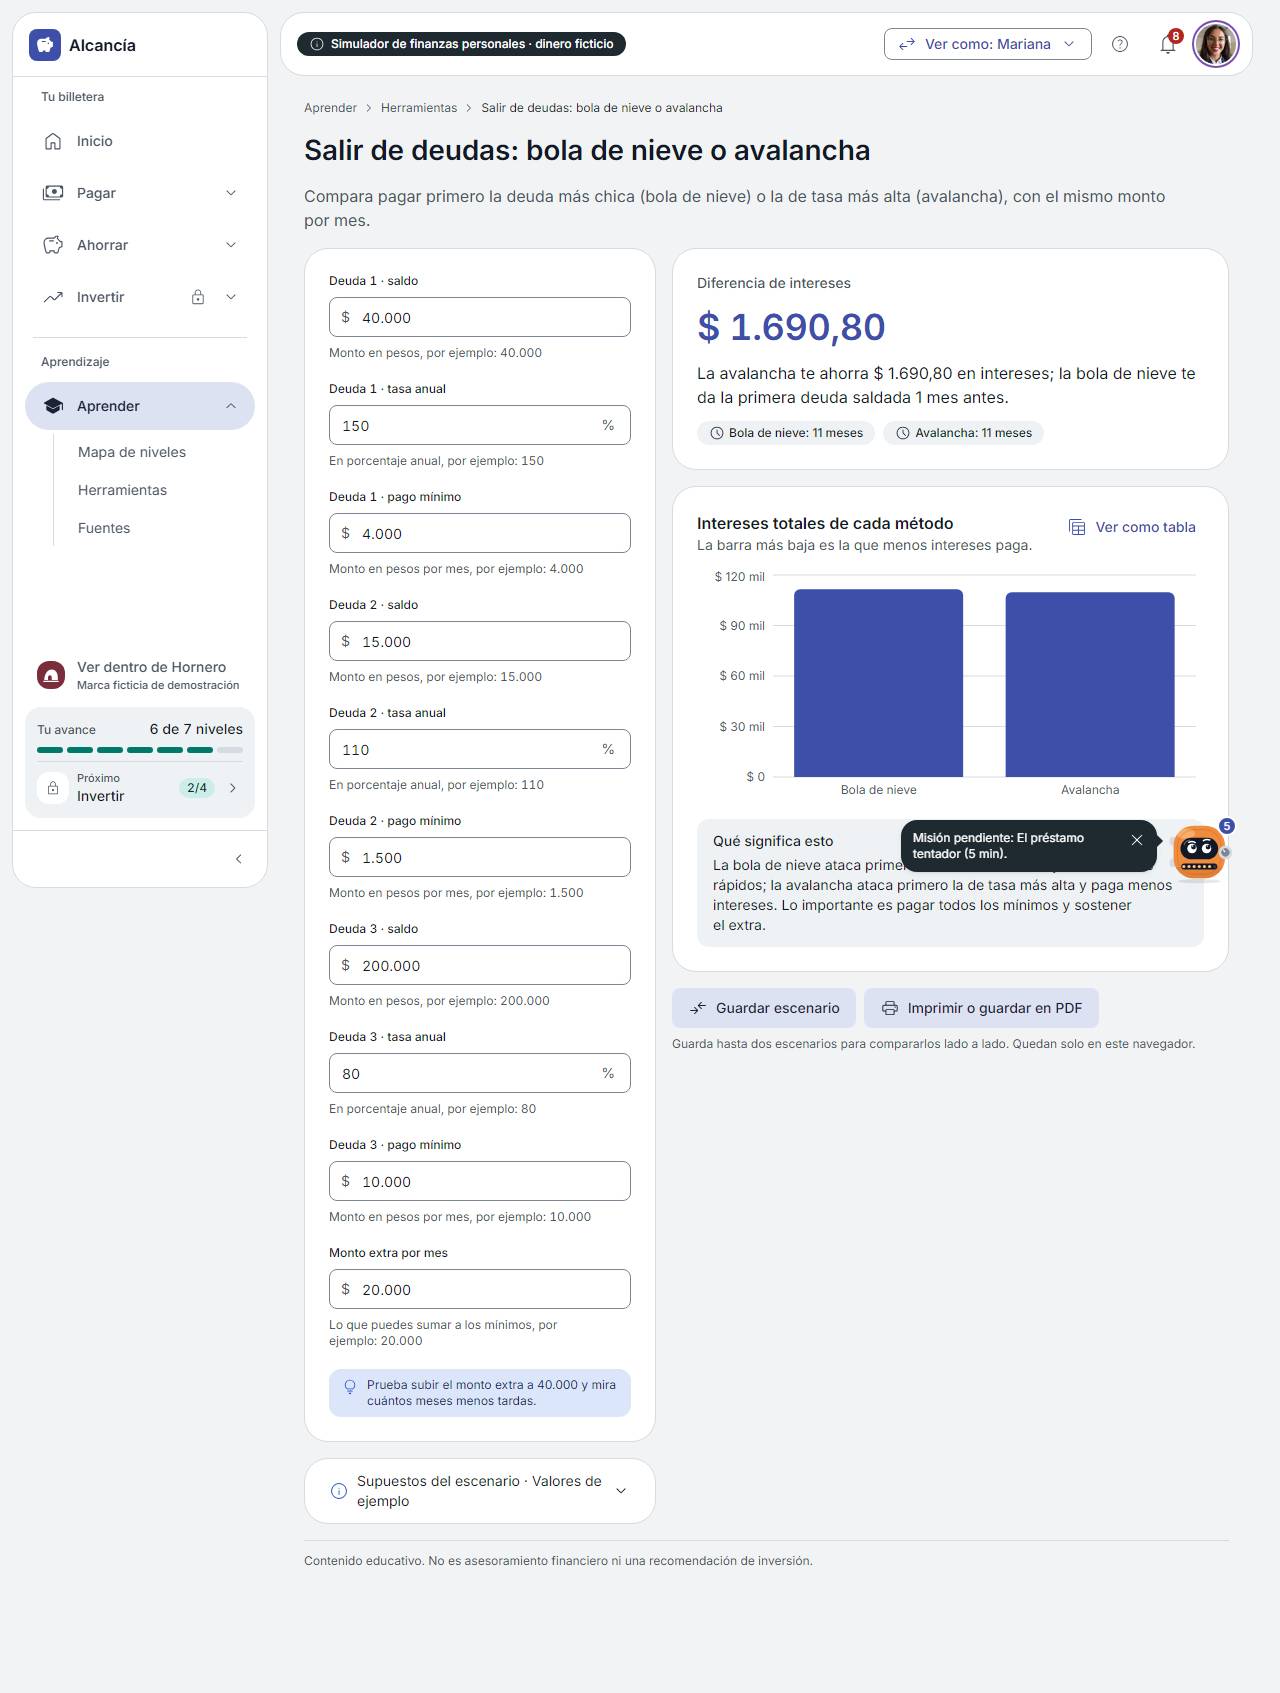 Alcancía
Tu billetera
Inicio
Pagar
Ahorrar
Invertir
Aprendizaje
Aprender
Mapa de niveles
Herramientas
Fuentes
Ver dentro de Hornero
Marca ficticia de demostración
Tu avance
6 de 7 niveles
Próximo
Invertir
2/4
Simulador de finanzas personales · dinero ficticio
Ver como: Mariana
8
Aprender
Herramientas
Salir de deudas: bola de nieve o avalancha
Salir de deudas: bola de nieve o avalancha
Compara pagar primero la deuda más chica (bola de nieve) o la de tasa más alta (avalancha), con el mismo monto
por mes.
Deuda 1 · saldo
$ 40.000
Monto en pesos, por ejemplo: 40.000
Deuda 1 · tasa anual
150 %
En porcentaje anual, por ejemplo: 150
Deuda 1 · pago mínimo
$ 4.000
Monto en pesos por mes, por ejemplo: 4.000
Deuda 2 · saldo
$ 15.000
Monto en pesos, por ejemplo: 15.000
Deuda 2 · tasa anual
110 %
En porcentaje anual, por ejemplo: 110
Deuda 2 · pago mínimo
$ 1.500
Monto en pesos por mes, por ejemplo: 1.500
Deuda 3 · saldo
$ 200.000
Monto en pesos, por ejemplo: 200.000
Deuda 3 · tasa anual
80 %
En porcentaje anual, por ejemplo: 80
Deuda 3 · pago mínimo
$ 10.000
Monto en pesos por mes, por ejemplo: 10.000
Monto extra por mes
$ 20.000
Lo que puedes sumar a los mínimos, por
ejemplo: 20.000
Prueba subir el monto extra a 40.000 y mira
cuántos meses menos tardas.
Supuestos del escenario · Valores de
ejemplo
Diferencia de intereses
$ 1.690,80
La avalancha te ahorra $ 1.690,80 en intereses; la bola de nieve te
da la primera deuda saldada 1 mes antes.
Bola de nieve: 11 meses
Avalancha: 11 meses
Intereses totales de cada método
La barra más baja es la que menos intereses paga.
Ver como tabla
$ 120 mil
$ 90 mil
$ 60 mil
$ 30 mil
$ 0
Bola de nieve
Avalancha
Qué significa esto
La bola de nieve ataca
rápidos; la avalancha ataca primero la de tasa más alta y paga menos
intereses. Lo importante es pagar todos los mínimos y sostener
el extra.
Misión pendiente: El préstamo
tentador (5 min).
5
Guardar escenario
Imprimir o guardar en PDF
Guarda hasta dos escenarios para compararlos lado a lado. Quedan solo en este navegador.
Contenido educativo. No es asesoramiento financiero ni una recomendación de inversión.